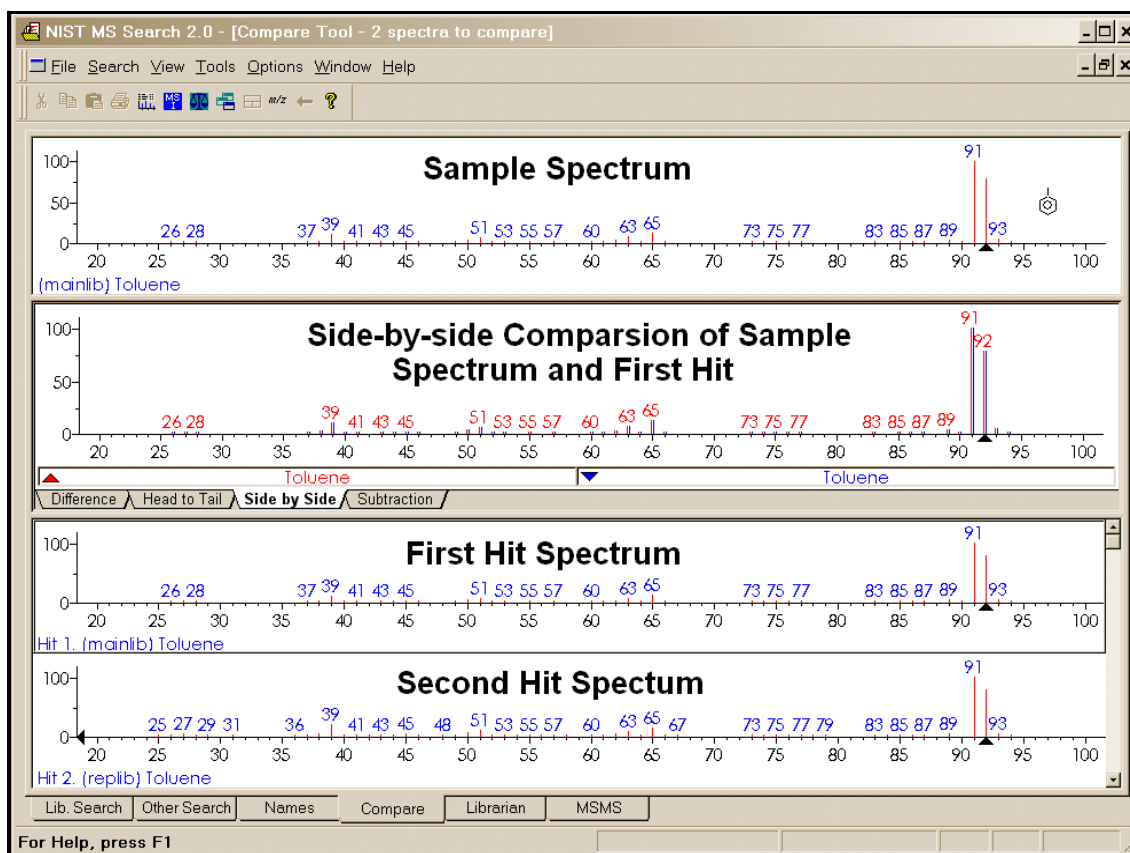 NIST MS Search 2.0 - [Compare Tool - 2 spectra to compare]
File Search View Tools Options Window Help
MS m/z ?
Sample Spectrum
100
50
0
91
26 28 37 39 41 43 45 51 53 55 57 60 63 65 73 75 77 83 85 87 89 93
20 25 30 35 40 45 50 55 60 65 70 75 80 85 90 95 100
(mainlib) Toluene
Side-by-side Comparsion of Sample
Spectrum and First Hit
100
50
0
91
92
26 28 39 41 43 45 51 53 55 57 60 63 65 73 75 77 83 85 87 89
20 25 30 35 40 45 50 55 60 65 70 75 80 85 90 95 100
Toluene Toluene
Difference Head to Tail Side by Side Subtraction
First Hit Spectrum
100
0
91
26 28 37 39 41 43 45 51 53 55 57 60 63 65 73 75 77 83 85 87 89 93
20 25 30 35 40 45 50 55 60 65 70 75 80 85 90 95 100
Hit 1. (mainlib) Toluene
Second Hit Spectum
100
0
91
25 27 29 31 36 39 41 43 45 48 51 53 55 57 60 63 65 67 73 75 77 79 83 85 87 89 93
20 25 30 35 40 45 50 55 60 65 70 75 80 85 90 95 100
Hit 2. (replib) Toluene
Lib. Search Other Search Names Compare Librarian MSMS
For Help, press F1